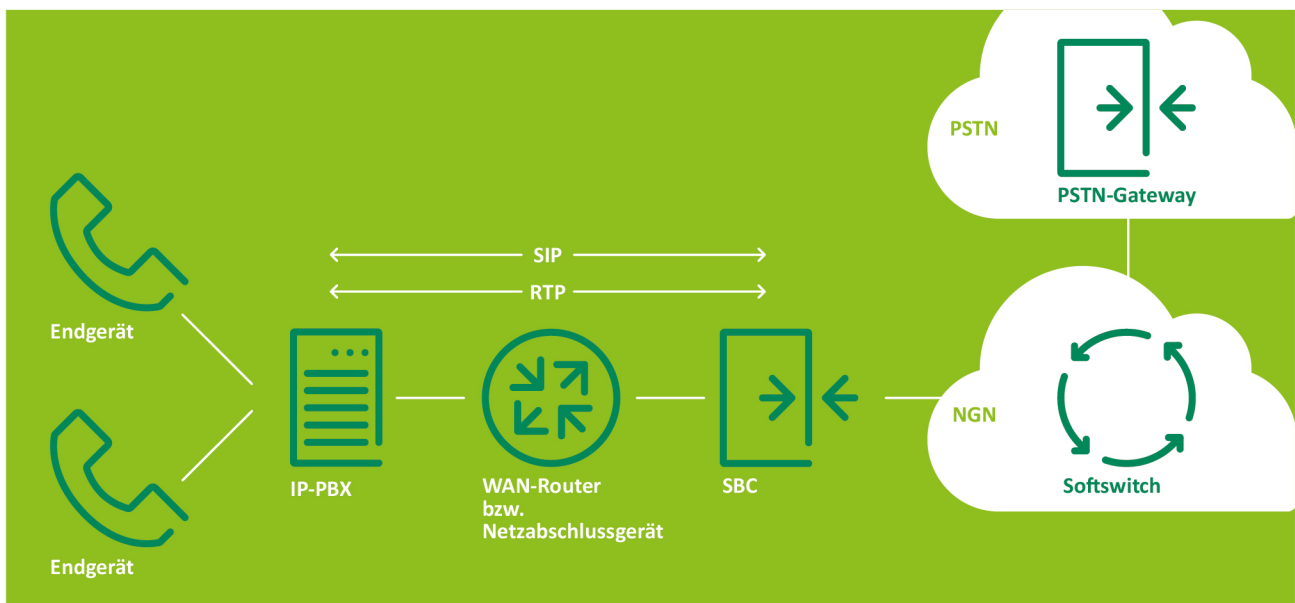 PSTN
PSTN-Gateway
SIP
RTP
Endgerät
IP-PBX
WAN-Router
bzw.
Netzabschlussgerät
SBC
NGN
Softswitch
Endgerät